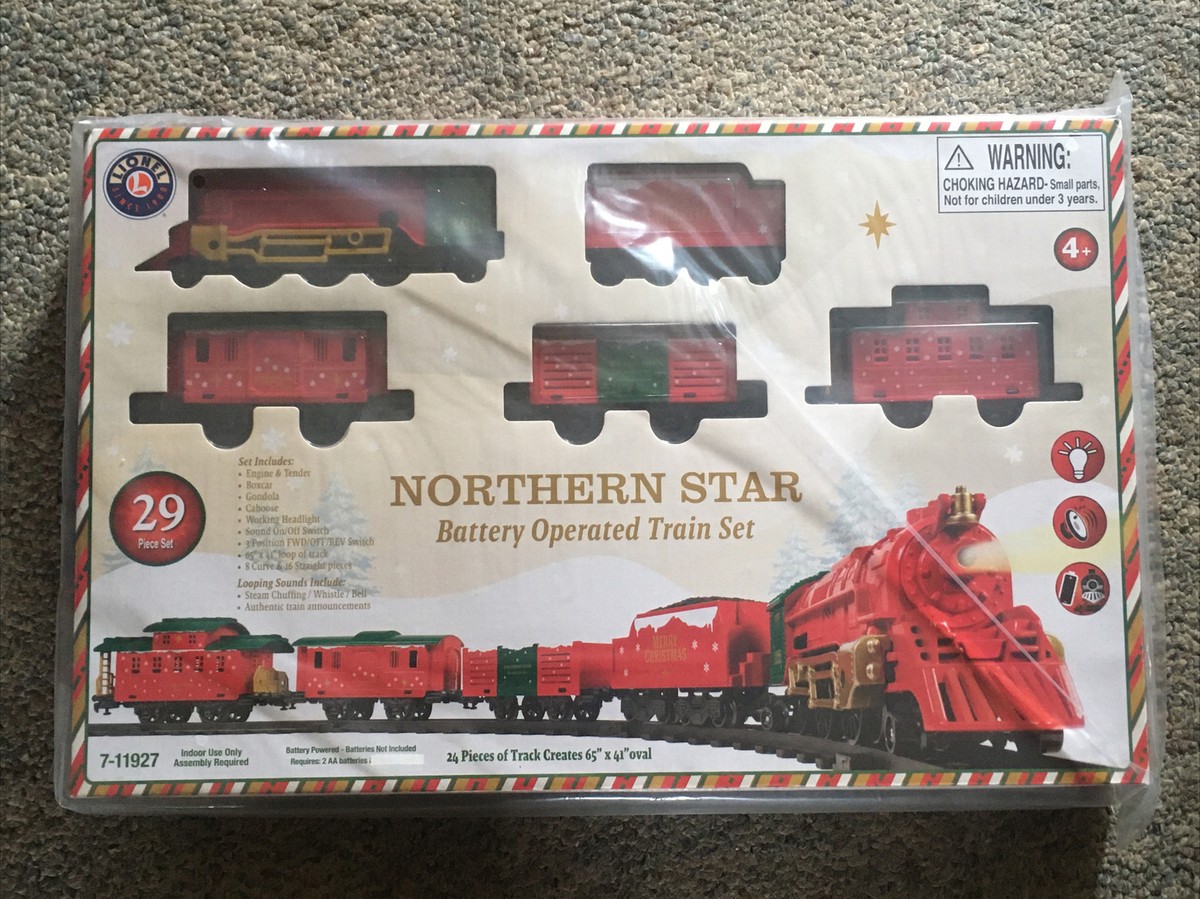 LIONEL
L
SINCE 1900
WARNING:
CHOKING HAZARD- Small parts,
Not for children under 3 years.
4+
29
Piece Set
Set Includes:
• Engine & Tender
• Boxcar
• Gondola
• Caboose
• Working Headlight
• Sound On/Off Switch
• 3 Position FWD/OFF/REV Switch
• 65" x 41" loop of track
• 8 Curve & 16 Straight pieces
Looping Sounds Include:
• Steam Chuffing / Whistle / Bell
• Authentic train announcements
NORTHERN STAR
Battery Operated Train Set
MERRY
CHRISTMAS
7-11927
Indoor Use Only
Assembly Required
Battery Powered - Batteries Not Included
Requires: 2 AA batteries
24 Pieces of Track Creates 65" x 41"oval